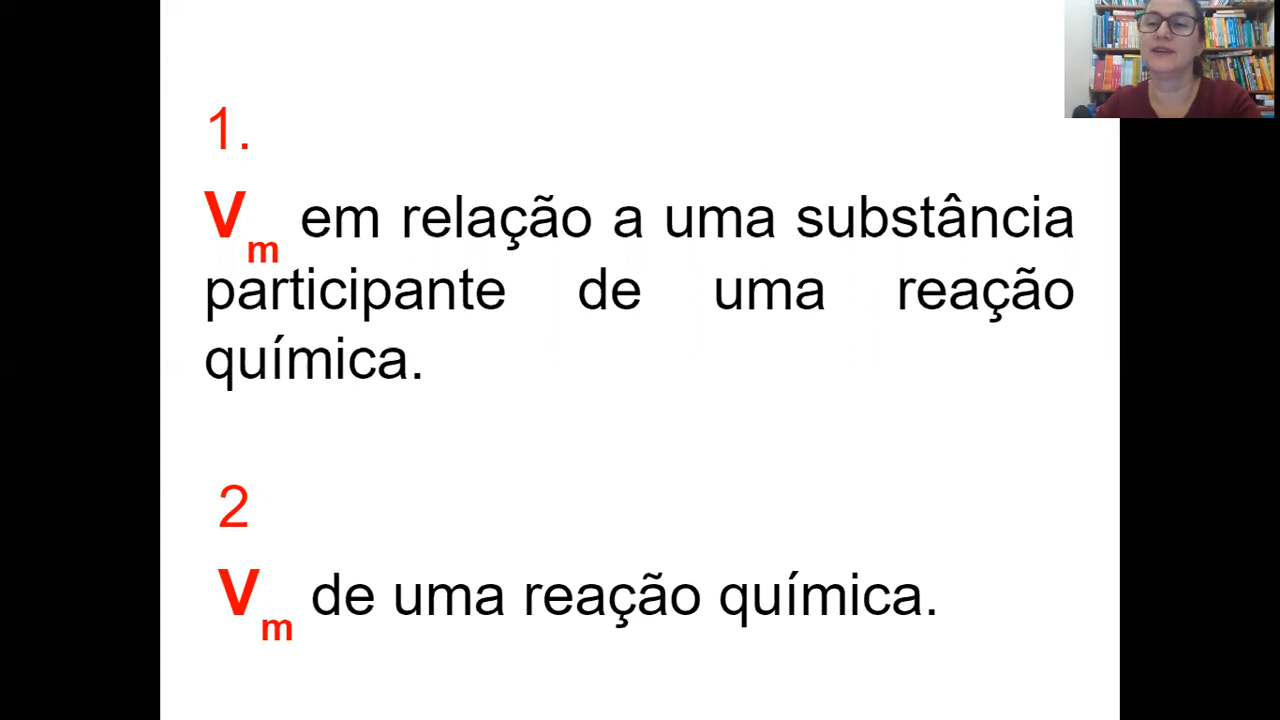 1.
Vm em relação a uma substância
participante de uma reação
química.
2
Vm de uma reação química.